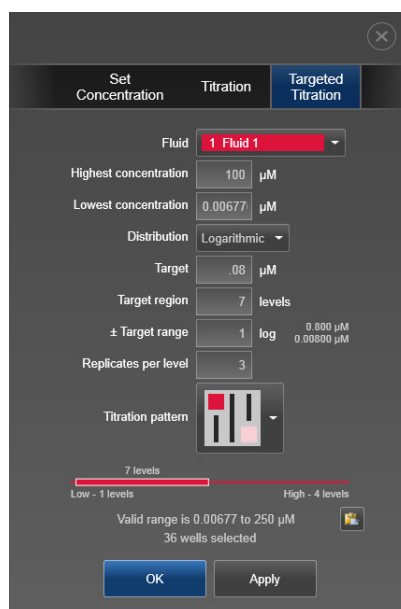 Set Concentration
Titration
Targeted Titration
Fluid 1 Fluid 1
Highest concentration 100 µM
Lowest concentration 0.00677 µM
Distribution Logarithmic
Target .08 µM
Target region 7 levels
± Target range 1 log 0.800 µM
0.00800 µM
Replicates per level 3
Titration pattern
7 levels
Low - 1 levels High - 4 levels
Valid range is 0.00677 to 250 µM
36 wells selected
OK Apply